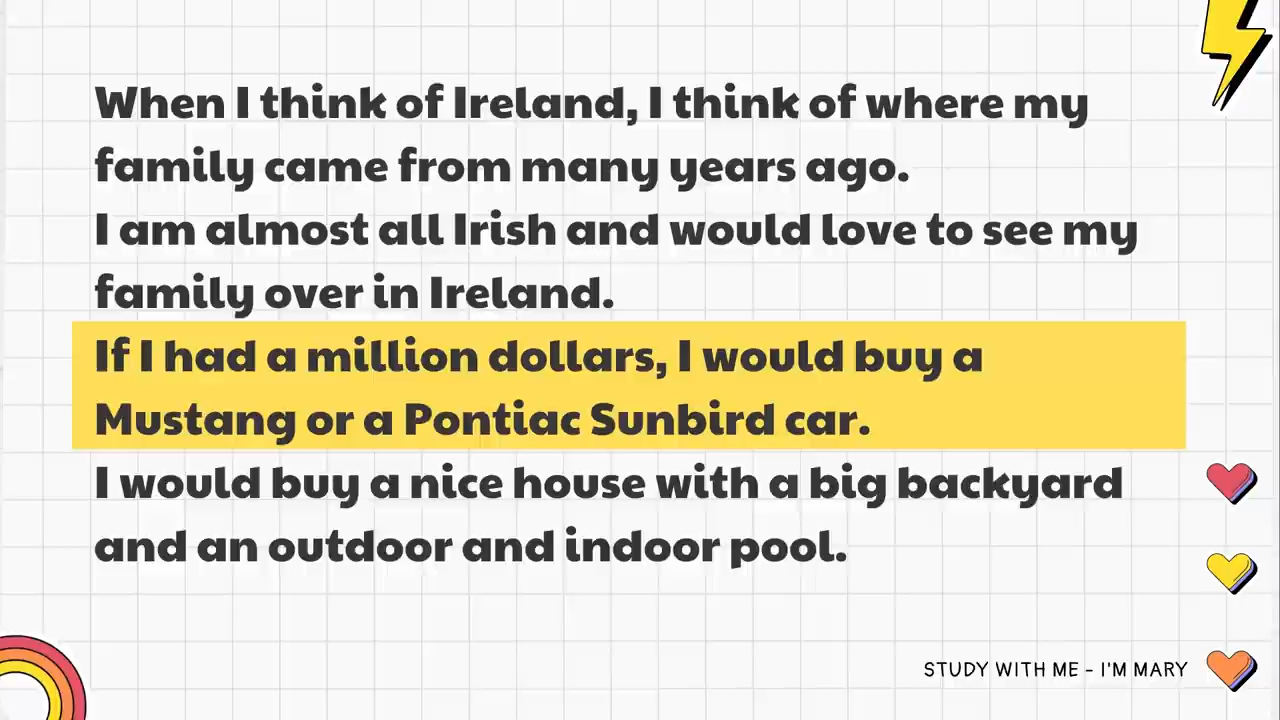 When I think of Ireland, I think of where my
family came from many years ago.
I am almost all Irish and would love to see my
family over in Ireland.
If I had a million dollars, I would buy a
Mustang or a Pontiac Sunbird car.
I would buy a nice house with a big backyard
and an outdoor and indoor pool.
STUDY WITH ME - I'M MARY